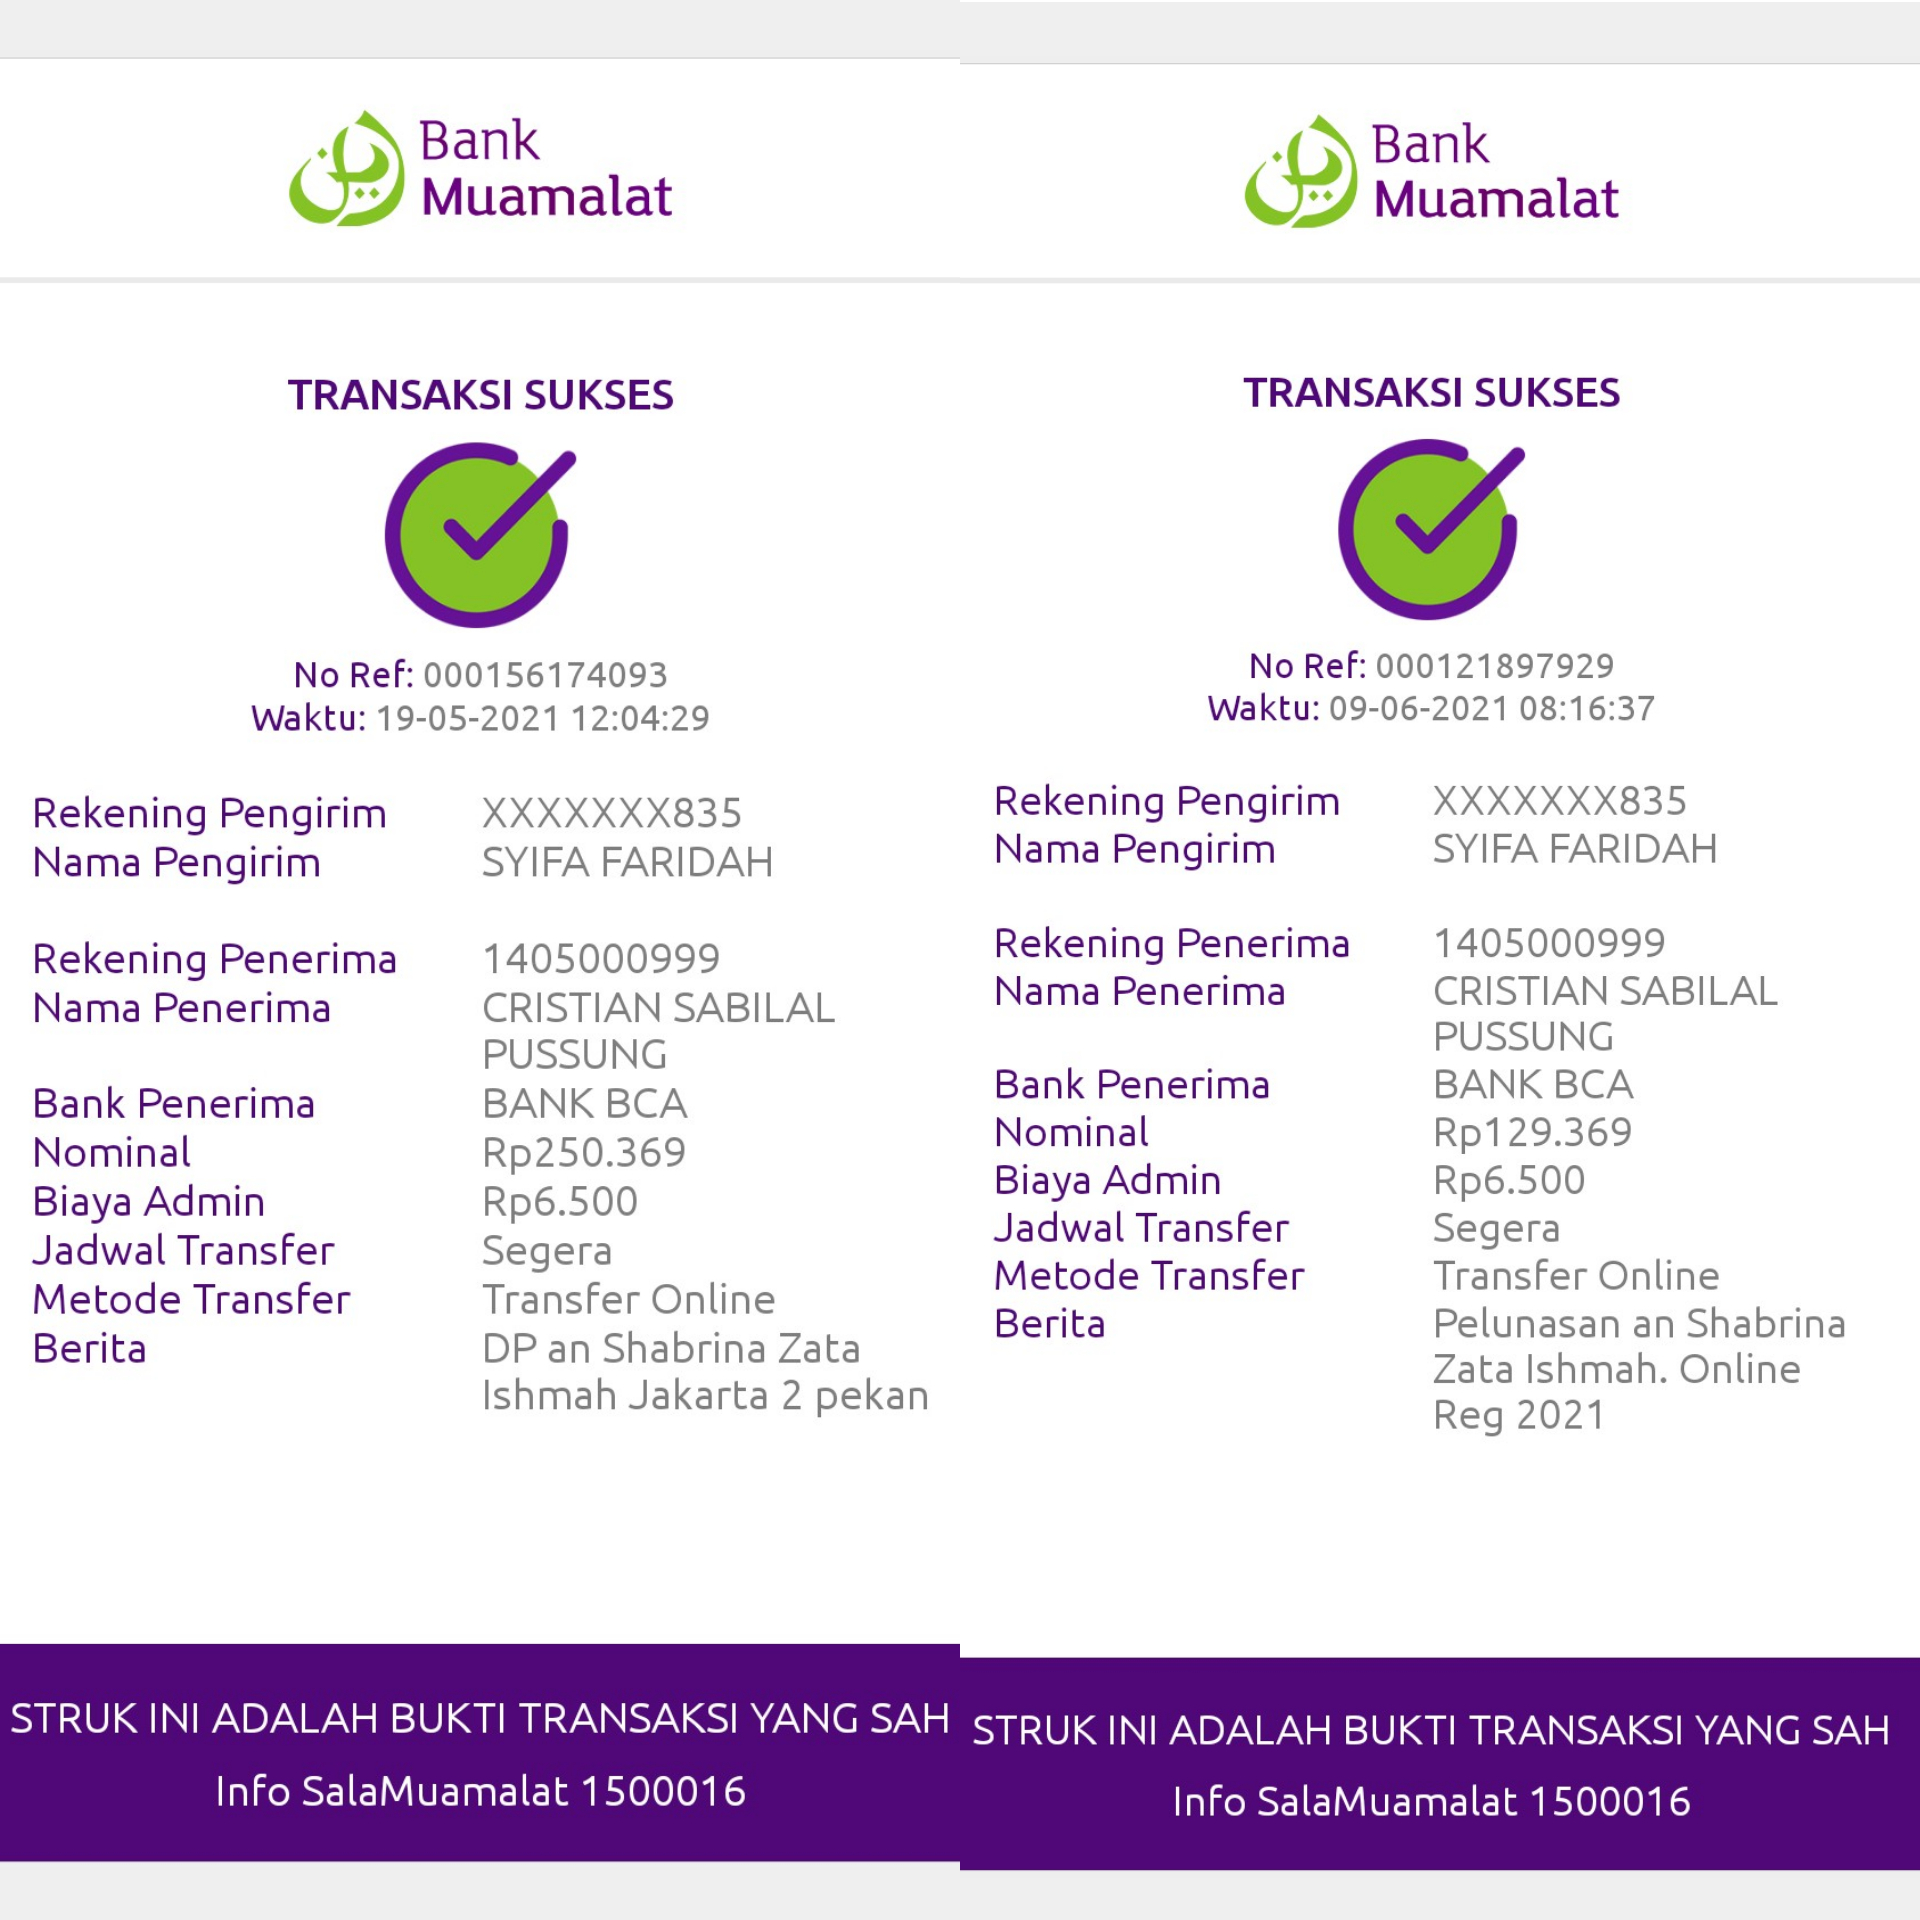 Bank
Muamalat
TRANSAKSI SUKSES
No Ref: 000156174093
Waktu: 19-05-2021 12:04:29
Rekening Pengirim XXXXXXX835
Nama Pengirim SYIFA FARIDAH
Rekening Penerima 1405000999
Nama Penerima CRISTIAN SABILAL
PUSSUNG
Bank Penerima BANK BCA
Nominal Rp250.369
Biaya Admin Rp6.500
Jadwal Transfer Segera
Metode Transfer Transfer Online
Berita DP an Shabrina Zata
Ishmah Jakarta 2 pekan
STRUK INI ADALAH BUKTI TRANSAKSI YANG SAH
Info SalaMuamalat 1500016
Bank
Muamalat
TRANSAKSI SUKSES
No Ref: 000121897929
Waktu: 09-06-2021 08:16:37
Rekening Pengirim XXXXXXX835
Nama Pengirim SYIFA FARIDAH
Rekening Penerima 1405000999
Nama Penerima CRISTIAN SABILAL
PUSSUNG
Bank Penerima BANK BCA
Nominal Rp129.369
Biaya Admin Rp6.500
Jadwal Transfer Segera
Metode Transfer Transfer Online
Berita Pelunasan an Shabrina
Zata Ishmah. Online
Reg 2021
STRUK INI ADALAH BUKTI TRANSAKSI YANG SAH
Info SalaMuamalat 1500016